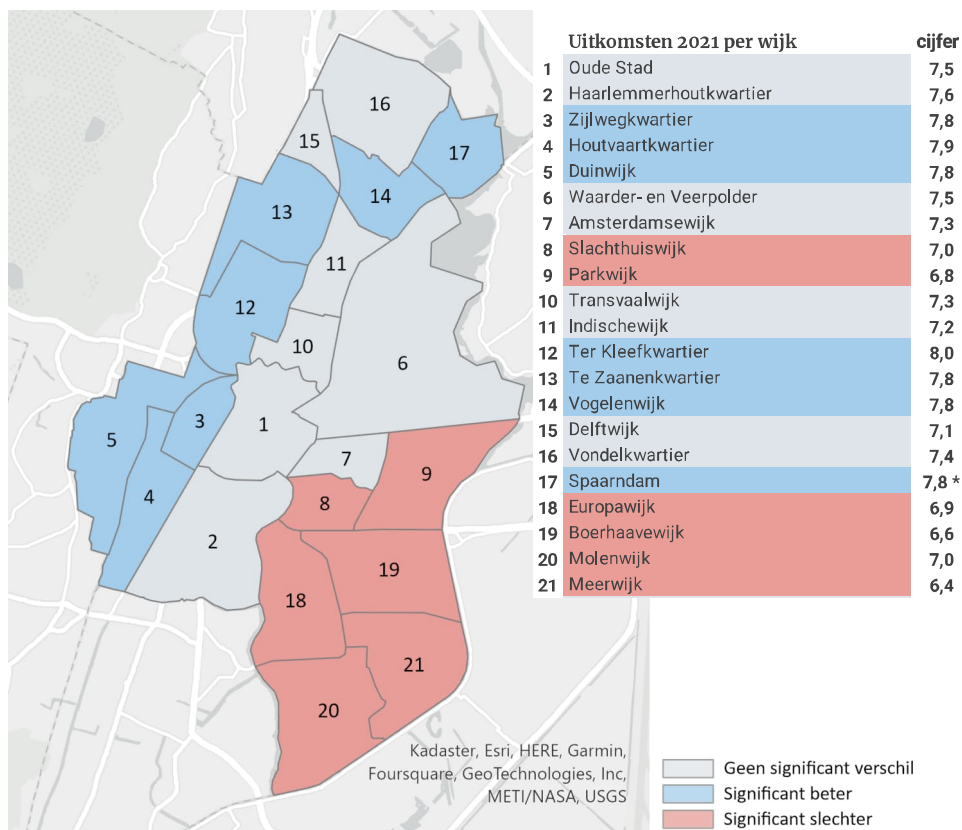 Uitkomsten 2021 per wijk cijfer
1 Oude Stad 7,5
2 Haarlemmerhoutkwartier 7,6
3 Zijlwegkwartier 7,8
4 Houtvaartkwartier 7,9
5 Duinwijk 7,8
6 Waarder- en Veerpolder 7,5
7 Amsterdamsewijk 7,3
8 Slachthuiswijk 7,0
9 Parkwijk 6,8
10 Transvaalwijk 7,3
11 Indischewijk 7,2
12 Ter Kleefkwartier 8,0
13 Te Zaanenkwartier 7,8
14 Vogelenwijk 7,8
15 Delftwijk 7,1
16 Vondelkwartier 7,4
17 Spaarndam 7,8 *
18 Europawijk 6,9
19 Boerhaavewijk 6,6
20 Molenwijk 7,0
21 Meerwijk 6,4
16
15
17
14
13
11
12
10
6
3
1
5
7
9
4
8
2
19
18
21
20
Kadaster, Esri, HERE, Garmin,
Foursquare, GeoTechnologies, Inc,
METI/NASA, USGS
Geen significant verschil
Significant beter
Significant slechter